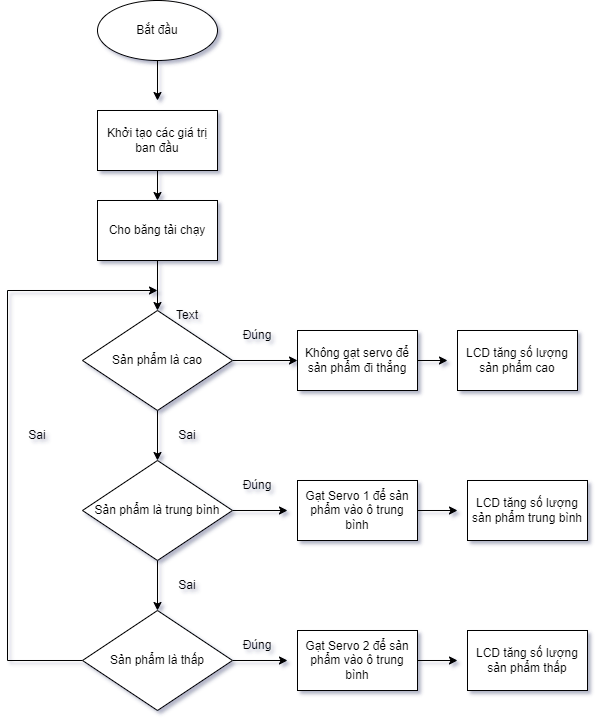 Bắt đầu
Khởi tạo các giá trị
ban đầu
Cho băng tải chạy
Text
Sản phẩm là cao
Đúng
Không gạt servo để
sản phẩm đi thẳng
LCD tăng số lượng
sản phẩm cao
Sai
Sai
Sản phẩm là trung bình
Đúng
Gạt Servo 1 để sản
phẩm vào ô trung
bình
LCD tăng số lượng
sản phẩm trung bình
Sai
Sản phẩm là thấp
Đúng
Gạt Servo 2 để sản
phẩm vào ô trung
bình
LCD tăng số lượng
sản phẩm thấp